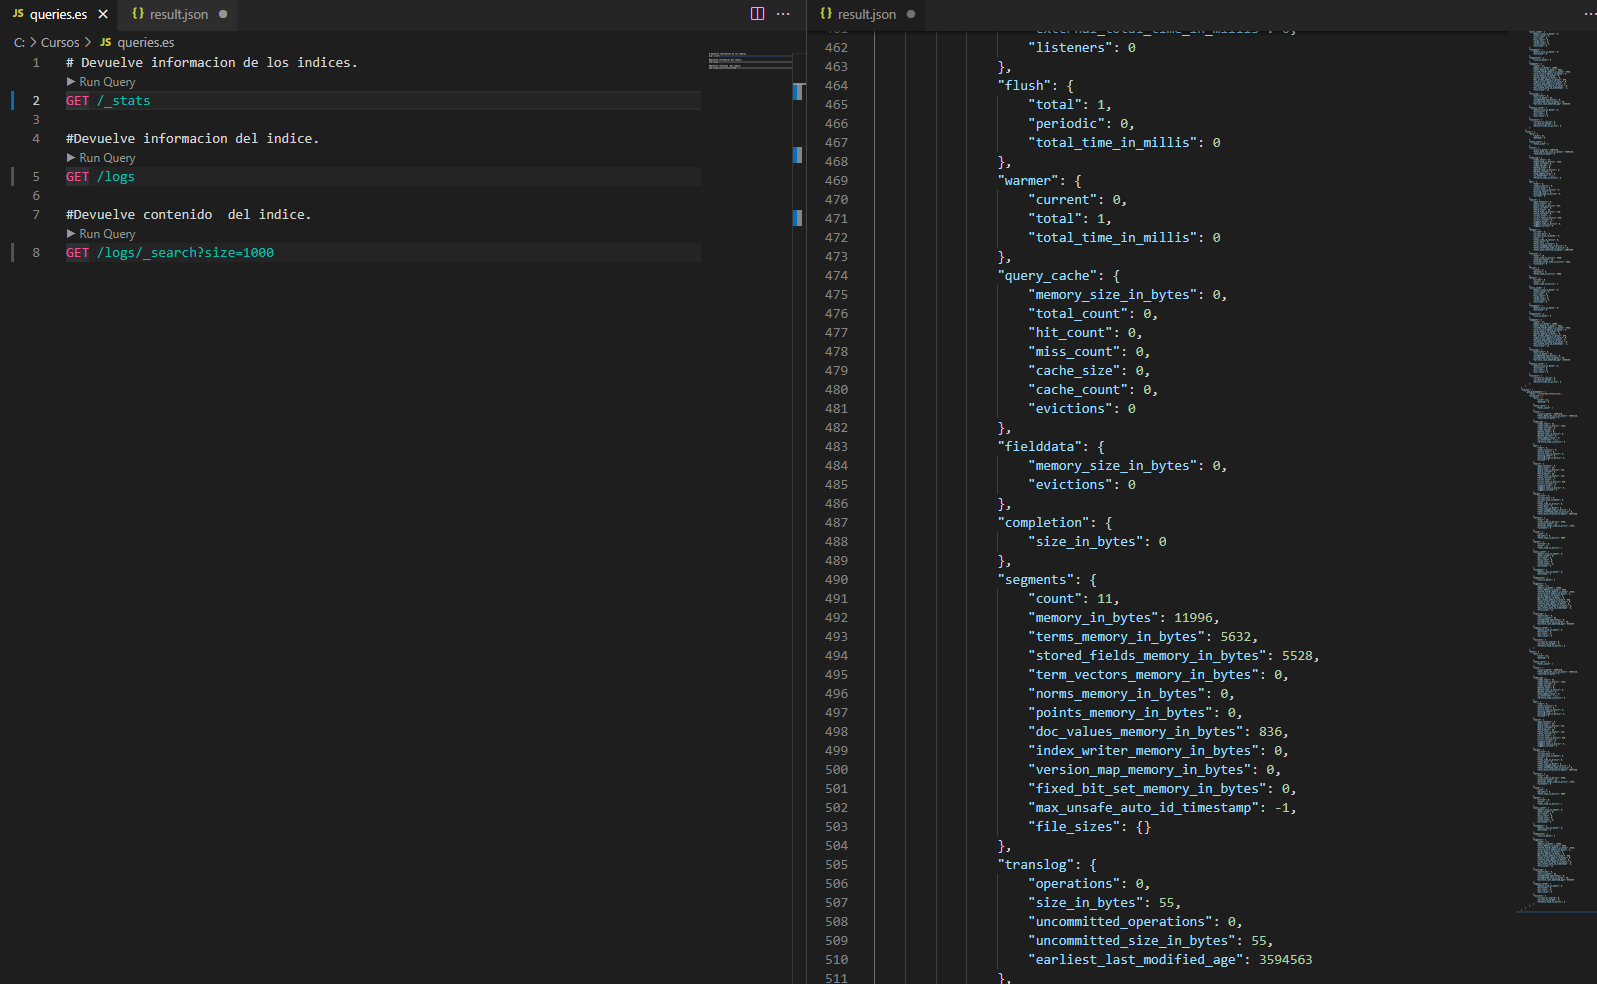 JS queries.es
{} result.json
C: > Cursos > JS queries.es
1 # Devuelve informacion de los indices.
Run Query
2 GET /_stats
3
4 #Devuelve informacion del indice.
Run Query
5 GET /logs
6
7 #Devuelve contenido  del indice.
Run Query
8 GET /logs/_search?size=1000
{} result.json
462 "listeners": 0
463 },
464 "flush": {
465 "total": 1,
466 "periodic": 0,
467 "total_time_in_millis": 0
468 },
469 "warmer": {
470 "current": 0,
471 "total": 1,
472 "total_time_in_millis": 0
473 },
474 "query_cache": {
475 "memory_size_in_bytes": 0,
476 "total_count": 0,
477 "hit_count": 0,
478 "miss_count": 0,
479 "cache_size": 0,
480 "cache_count": 0,
481 "evictions": 0
482 },
483 "fielddata": {
484 "memory_size_in_bytes": 0,
485 "evictions": 0
486 },
487 "completion": {
488 "size_in_bytes": 0
489 },
490 "segments": {
491 "count": 11,
492 "memory_in_bytes": 11996,
493 "terms_memory_in_bytes": 5632,
494 "stored_fields_memory_in_bytes": 5528,
495 "term_vectors_memory_in_bytes": 0,
496 "norms_memory_in_bytes": 0,
497 "points_memory_in_bytes": 0,
498 "doc_values_memory_in_bytes": 836,
499 "index_writer_memory_in_bytes": 0,
500 "version_map_memory_in_bytes": 0,
501 "fixed_bit_set_memory_in_bytes": 0,
502 "max_unsafe_auto_id_timestamp": -1,
503 "file_sizes": {}
504 },
505 "translog": {
506 "operations": 0,
507 "size_in_bytes": 55,
508 "uncommitted_operations": 0,
509 "uncommitted_size_in_bytes": 55,
510 "earliest_last_modified_age": 3594563
511 },